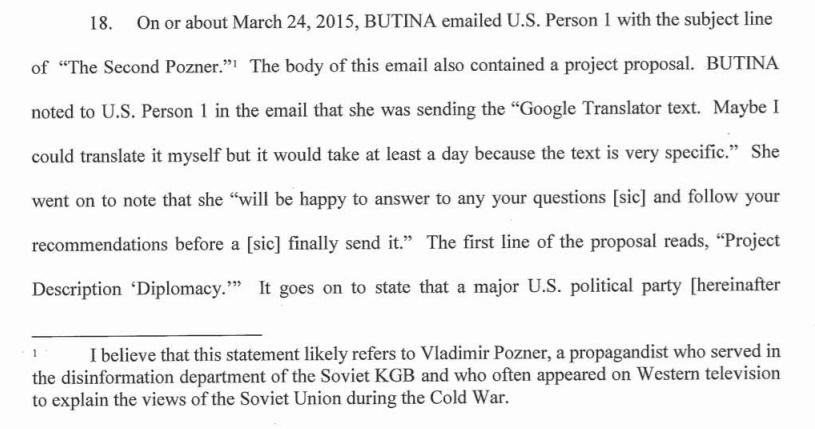 18. On or about March 24, 2015, BUTINA emailed U.S. Person 1 with the subject line
of “The Second Pozner.”¹ The body of this email also contained a project proposal. BUTINA
noted to U.S. Person 1 in the email that she was sending the “Google Translator text. Maybe I
could translate it myself but it would take at least a day because the text is very specific.” She
went on to note that she “will be happy to answer to any your questions [sic] and follow your
recommendations before a [sic] finally send it.” The first line of the proposal reads, “Project
Description ‘Diplomacy.’” It goes on to state that a major U.S. political party [hereinafter
1 I believe that this statement likely refers to Vladimir Pozner, a propagandist who served in
the disinformation department of the Soviet KGB and who often appeared on Western television
to explain the views of the Soviet Union during the Cold War.